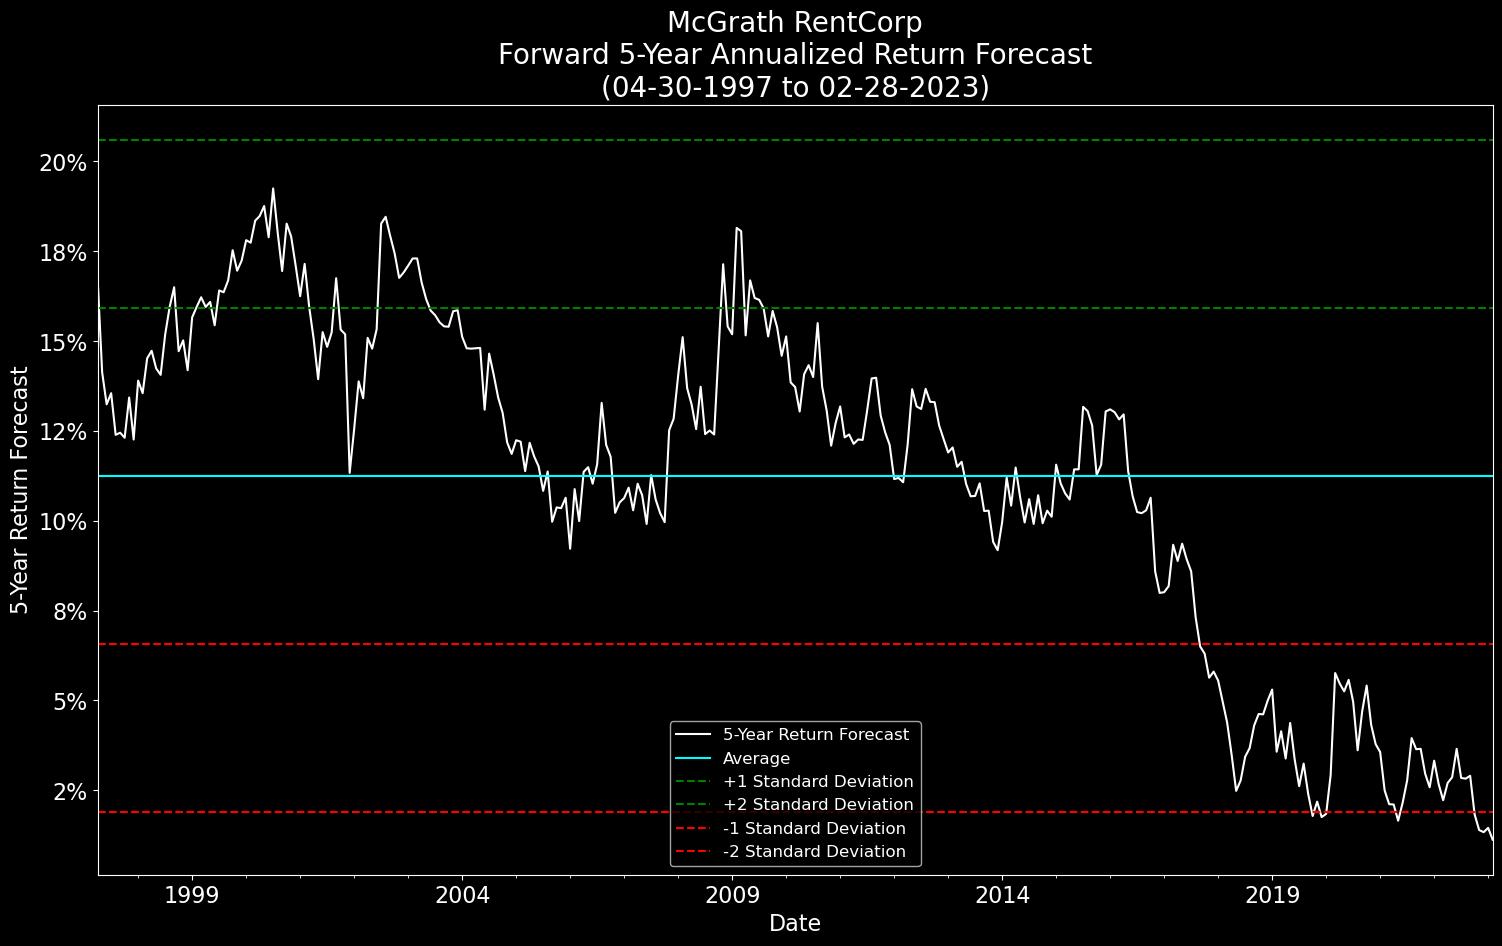 McGrath RentCorp
Forward 5-Year Annualized Return Forecast
(04-30-1997 to 02-28-2023)
5-Year Return Forecast
20%
18%
15%
12%
10%
8%
5%
2%
5-Year Return Forecast
Average
+1 Standard Deviation
+2 Standard Deviation
-1 Standard Deviation
-2 Standard Deviation
1999 2004 2009 2014 2019
Date